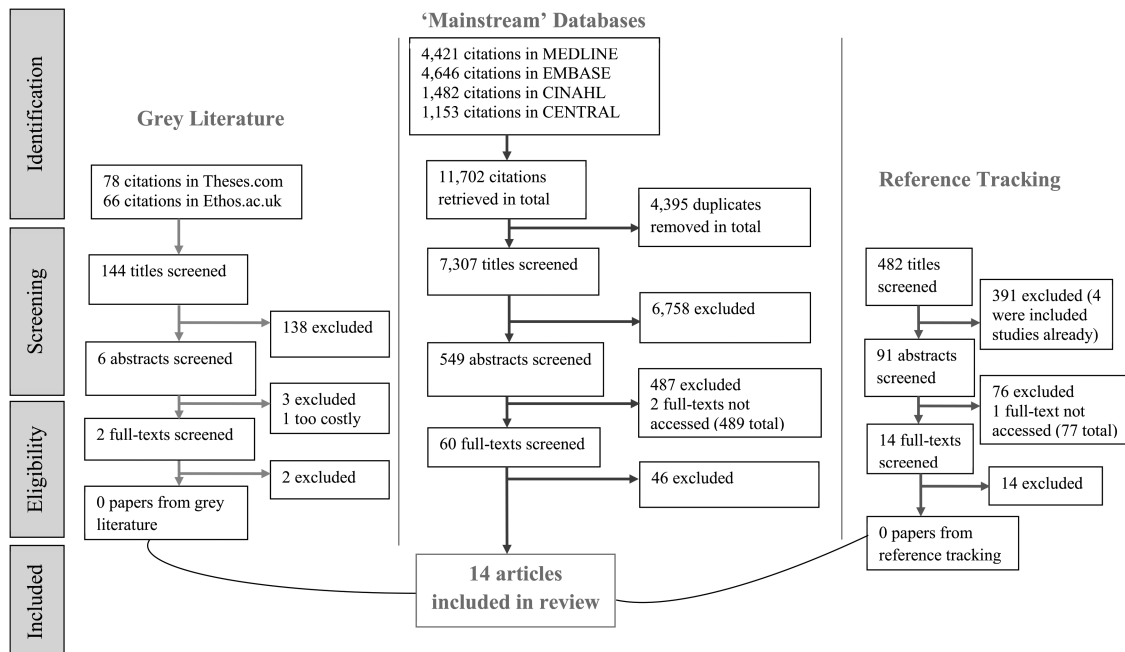 Identification
Screening
Eligibility
Included
Grey Literature
78 citations in Theses.com
66 citations in Ethos.ac.uk
144 titles screened
138 excluded
6 abstracts screened
3 excluded
1 too costly
2 full-texts screened
2 excluded
0 papers from grey
literature
‘Mainstream’ Databases
4,421 citations in MEDLINE
4,646 citations in EMBASE
1,482 citations in CINAHL
1,153 citations in CENTRAL
11,702 citations
retrieved in total
4,395 duplicates
removed in total
7,307 titles screened
6,758 excluded
549 abstracts screened
487 excluded
2 full-texts not
accessed (489 total)
60 full-texts screened
46 excluded
14 articles
included in review
Reference Tracking
482 titles
screened
391 excluded (4
were included
studies already)
91 abstracts
screened
76 excluded
1 full-text not
accessed (77 total)
14 full-texts
screened
14 excluded
0 papers from
reference tracking